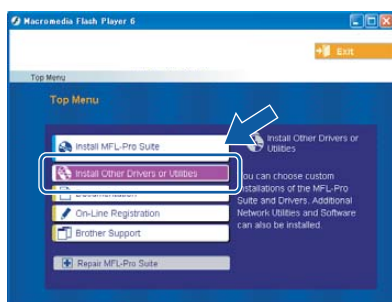 Macromedia Flash Player 6
Exit
Top Menu
Top Menu
Install MFL-Pro Suite
Install Other Drivers or Utilities
Documentation
On-Line Registration
Brother Support
Repair MFL-Pro Suite
Install Other Drivers or
Utilities
You can choose custom
installations of the MFL-Pro
Suite and Drivers. Additional
Network Utilities and Software
can also be installed.